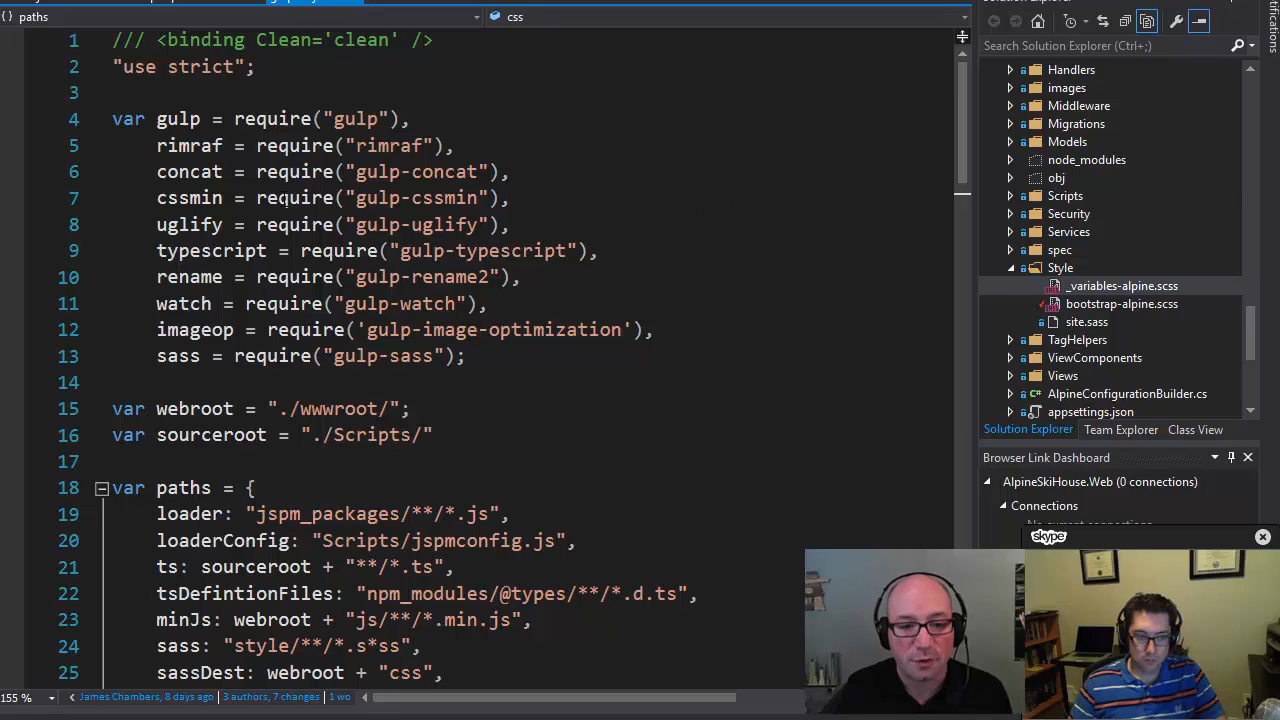 paths
css
Search Solution Explorer (Ctrl+;)
1 /// <binding Clean='clean' />
2 "use strict";
3
4 var gulp = require("gulp"),
5 rimraf = require("rimraf"),
6 concat = require("gulp-concat"),
7 cssmin = require("gulp-cssmin"),
8 uglify = require("gulp-uglify"),
9 typescript = require("gulp-typescript"),
10 rename = require("gulp-rename2"),
11 watch = require("gulp-watch"),
12 imageop = require('gulp-image-optimization'),
13 sass = require("gulp-sass");
14
15 var webroot = "./wwwroot/";
16 var sourceroot = "./Scripts/"
17
18 var paths = {
19 loader: "jspm_packages/**/*.js",
20 loaderConfig: "Scripts/jspmconfig.js",
21 ts: sourceroot + "**/*.ts",
22 tsDefintionFiles: "npm_modules/@types/**/*.d.ts",
23 minJs: webroot + "js/**/*.min.js",
24 sass: "style/**/*.s*ss",
25 sassDest: webroot + "css",
155 %
James Chambers, 8 days ago | 3 authors, 7 changes | 1 wo
Handlers
images
Middleware
Migrations
Models
node_modules
obj
Scripts
Security
Services
spec
Style
_variables-alpine.scss
bootstrap-alpine.scss
site.sass
TagHelpers
ViewComponents
Views
AlpineConfigurationBuilder.cs
appsettings.json
Solution Explorer Team Explorer Class View
Browser Link Dashboard
AlpineSkiHouse.Web (0 connections)
Connections
skype